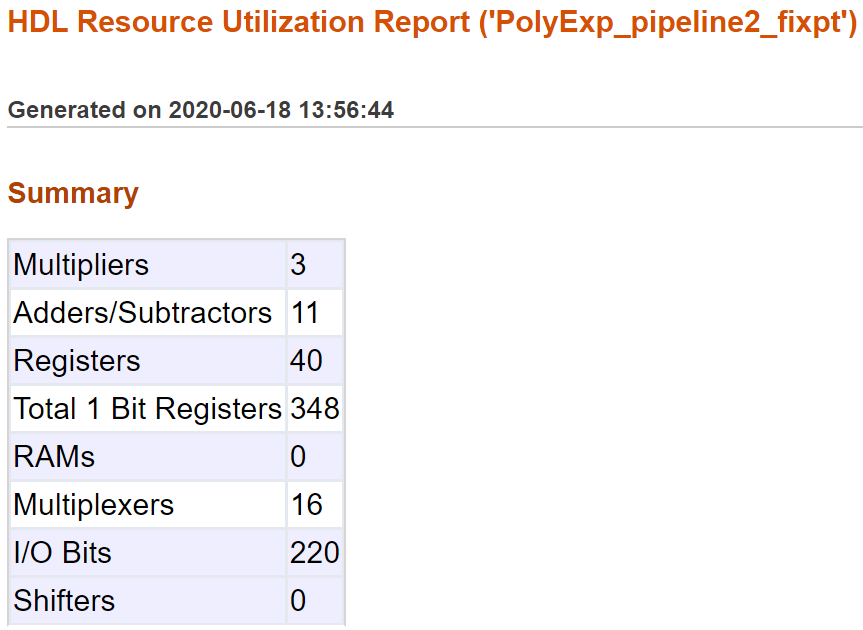 HDL Resource Utilization Report ('PolyExp_pipeline2_fixpt')
Generated on 2020-06-18 13:56:44
Summary
Multipliers 3
Adders/Subtractors 11
Registers 40
Total 1 Bit Registers 348
RAMs 0
Multiplexers 16
I/O Bits 220
Shifters 0